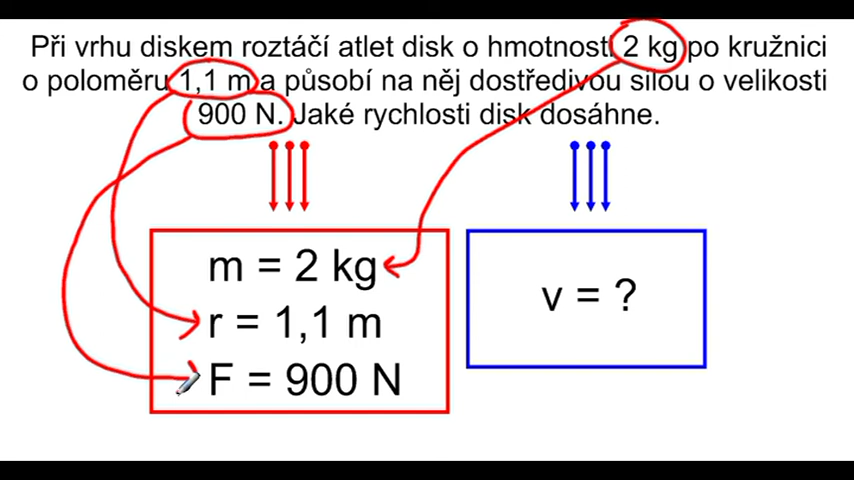 Při vrhu diskem roztáčí atlet disk o hmotnosti 2 kg po kružnici
o poloměru 1,1 m a působí na něj dostředivou silou o velikosti
900 N. Jaké rychlosti disk dosáhne.
m = 2 kg
r = 1,1 m
F = 900 N
v = ?